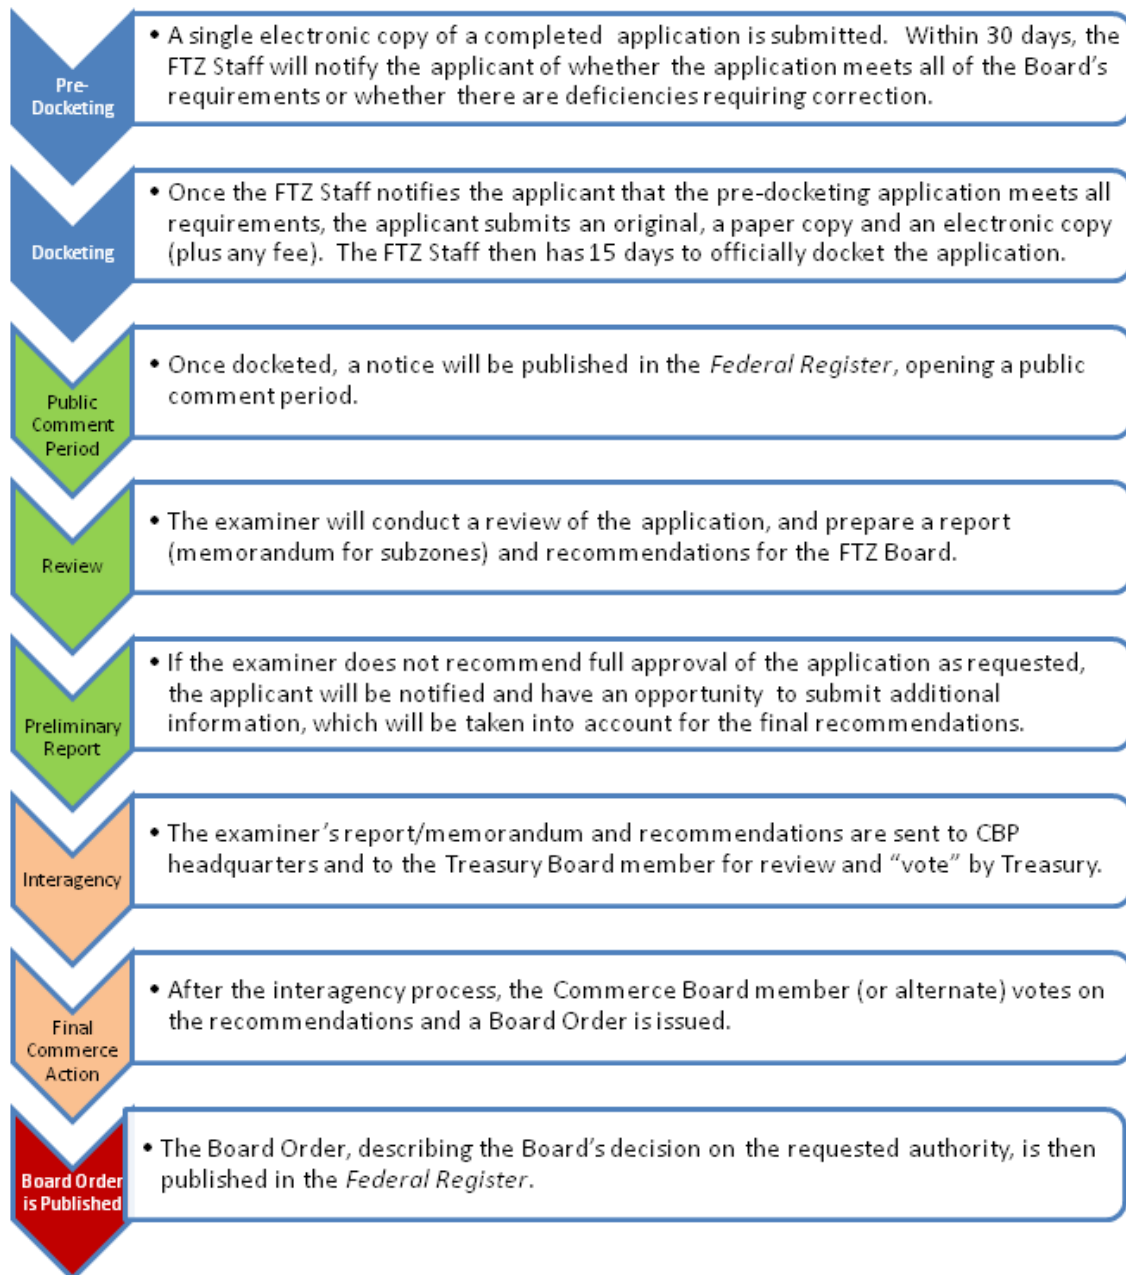 Pre-
Docketing
• A single electronic copy of a completed application is submitted. Within 30 days, the
FTZ Staff will notify the applicant of whether the application meets all of the Board's
requirements or whether there are deficiencies requiring correction.
Docketing
• Once the FTZ Staff notifies the applicant that the pre-docketing application meets all
requirements, the applicant submits an original, a paper copy and an electronic copy
(plus any fee). The FTZ Staff then has 15 days to officially docket the application.
Public
Comment
Period
• Once docketed, a notice will be published in the Federal Register, opening a public
comment period.
Review
• The examiner will conduct a review of the application, and prepare a report
(memorandum for subzones) and recommendations for the FTZ Board.
Preliminary
Report
• If the examiner does not recommend full approval of the application as requested,
the applicant will be notified and have an opportunity to submit additional
information, which will be taken into account for the final recommendations.
Interagency
• The examiner's report/memorandum and recommendations are sent to CBP
headquarters and to the Treasury Board member for review and "vote" by Treasury.
Final
Commerce
Action
• After the interagency process, the Commerce Board member (or alternate) votes on
the recommendations and a Board Order is issued.
Board Order
is Published
• The Board Order, describing the Board's decision on the requested authority, is then
published in the Federal Register.